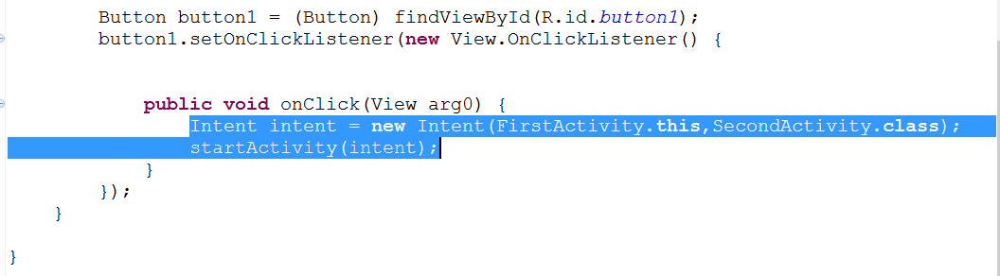 Button button1 = (Button) findViewById(R.id.button1);
button1.setOnClickListener(new View.OnClickListener() {
public void onClick(View arg0) {
Intent intent = new Intent(FirstActivity.this,SecondActivity.class);
startActivity(intent);
}
});
}
}